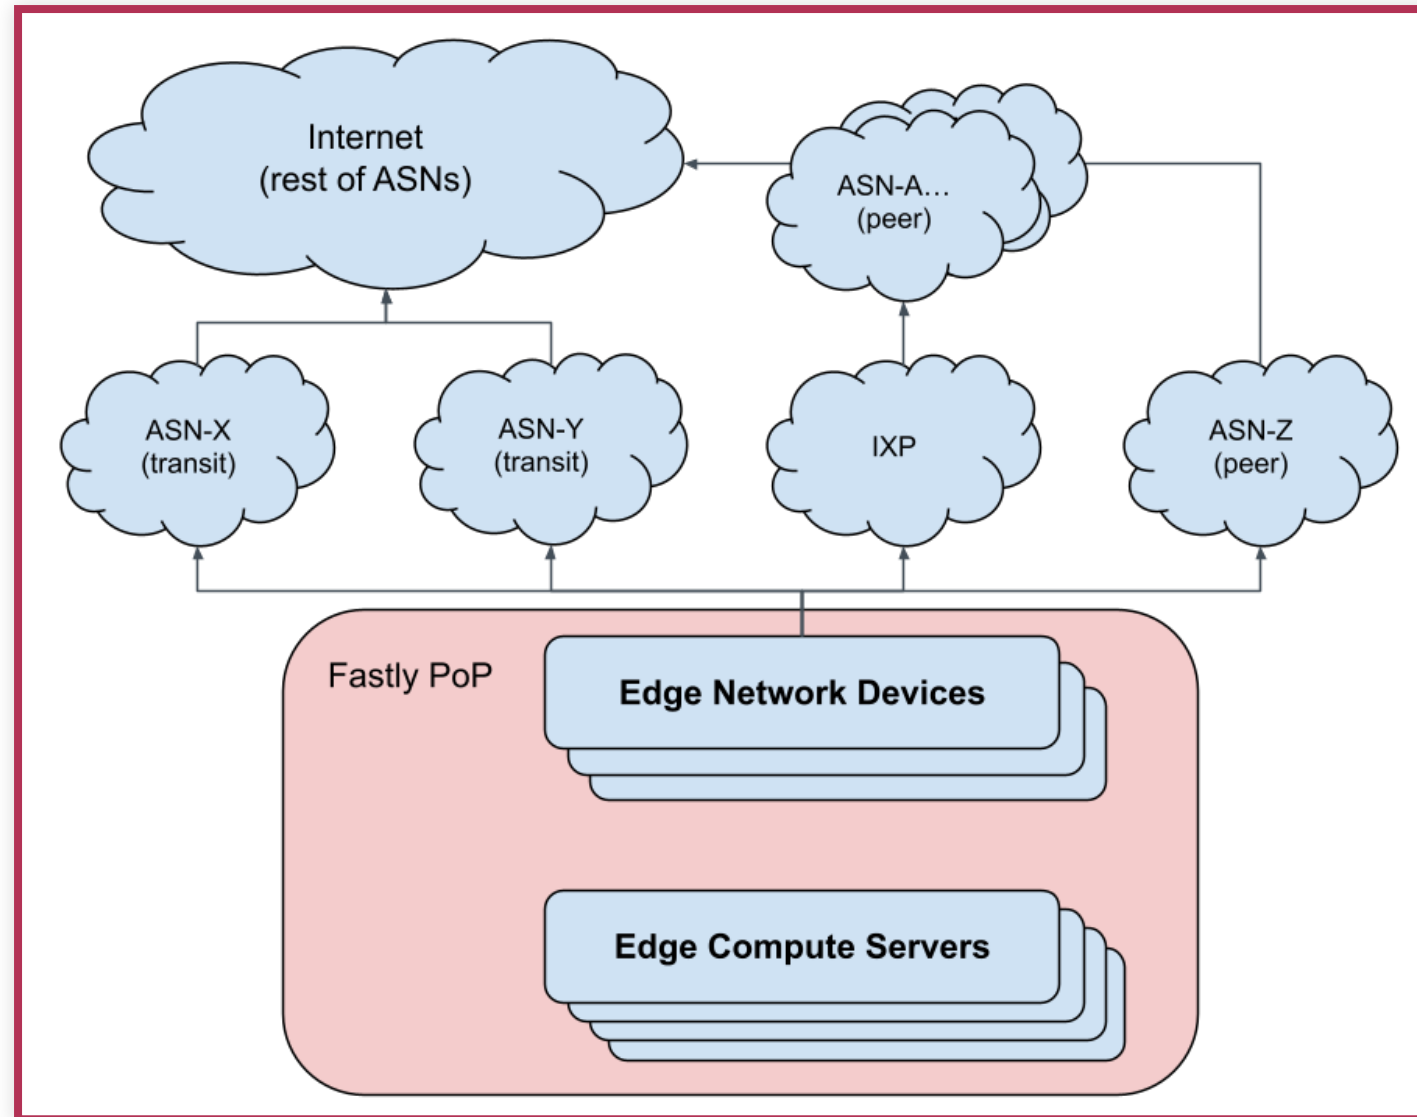 Internet
(rest of ASNs)
ASN-A...
(peer)
ASN-X
(transit)
ASN-Y
(transit)
IXP
ASN-Z
(peer)
Fastly PoP
Edge Network Devices
Edge Compute Servers